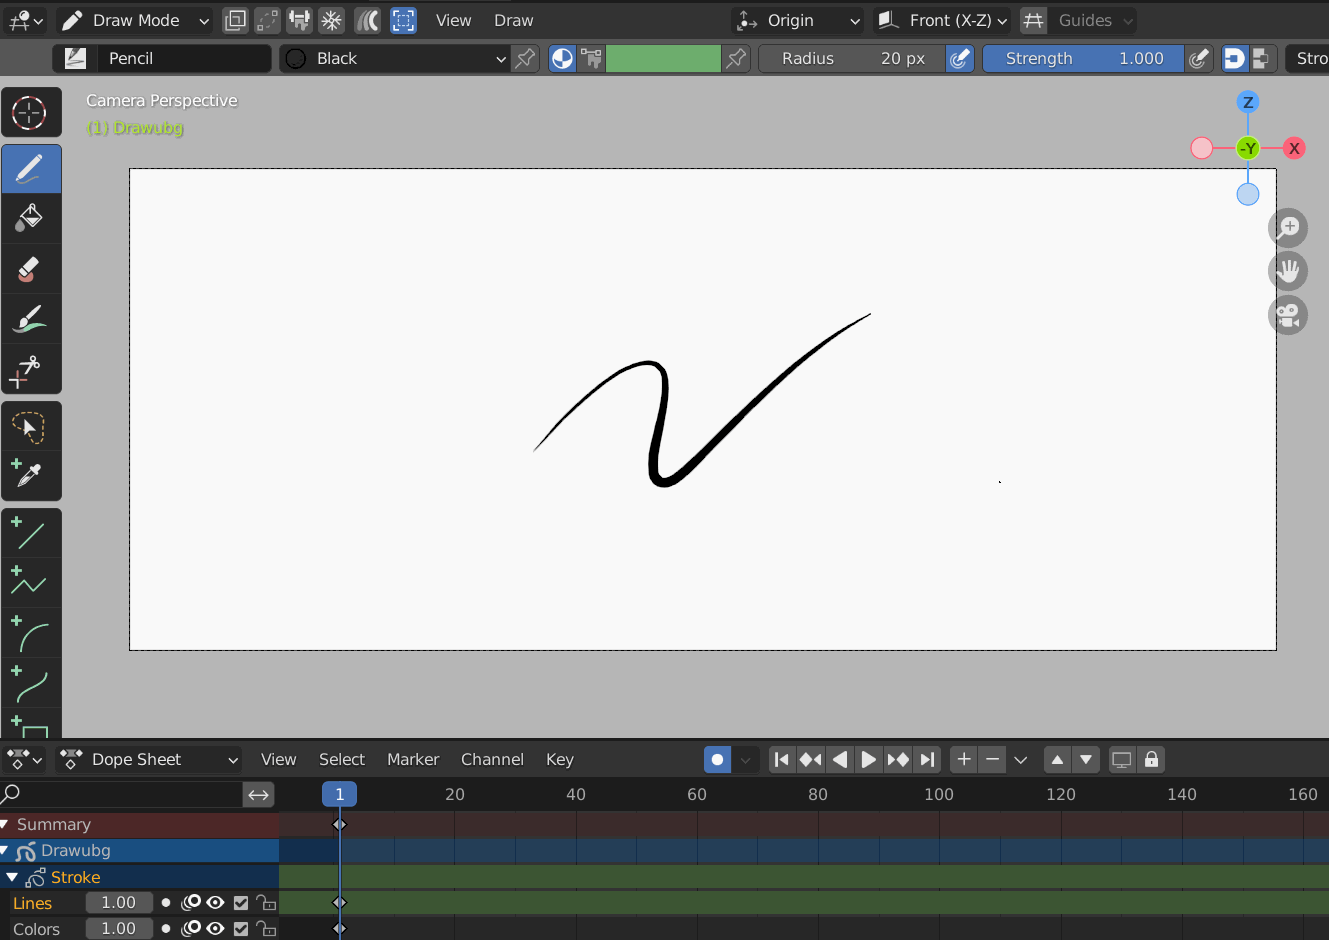 Draw Mode View Draw Origin Front (X-Z) Guides
Pencil Black Radius 20 px Strength 1.000 Stro
Camera Perspective
(1) Drawubg
Z
-Y X
Dope Sheet View Select Marker Channel Key
1 20 40 60 80 100 120 140 160
Summary
Drawubg
Stroke
Lines 1.00
Colors 1.00